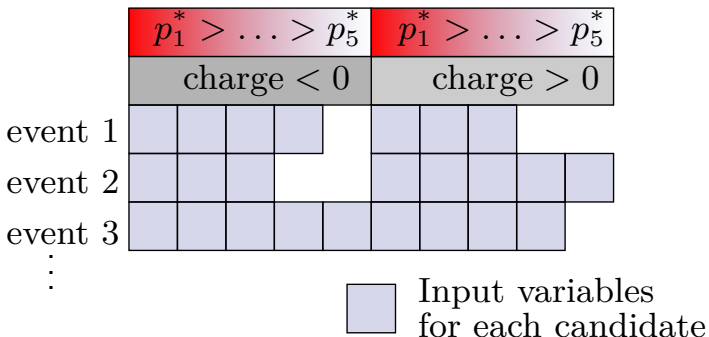 p₁* > … > p₅* p₁* > … > p₅*
charge < 0 charge > 0
event 1
event 2
event 3
⋮
Input variables
for each candidate